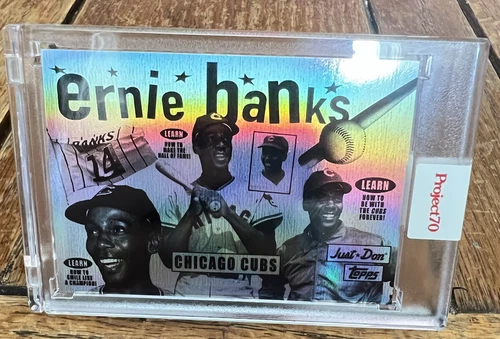 ernie banks
LEARN
HOW TO
MAKE THE
HALL OF FAME!
BANKS
14
LEARN
HOW TO
BE WITH
THE CUBS
FOREVER!
LEARN
HOW TO
SMILE LIKE
A CHAMPION!
CHICAGO CUBS
Just Don
Topps
Project70